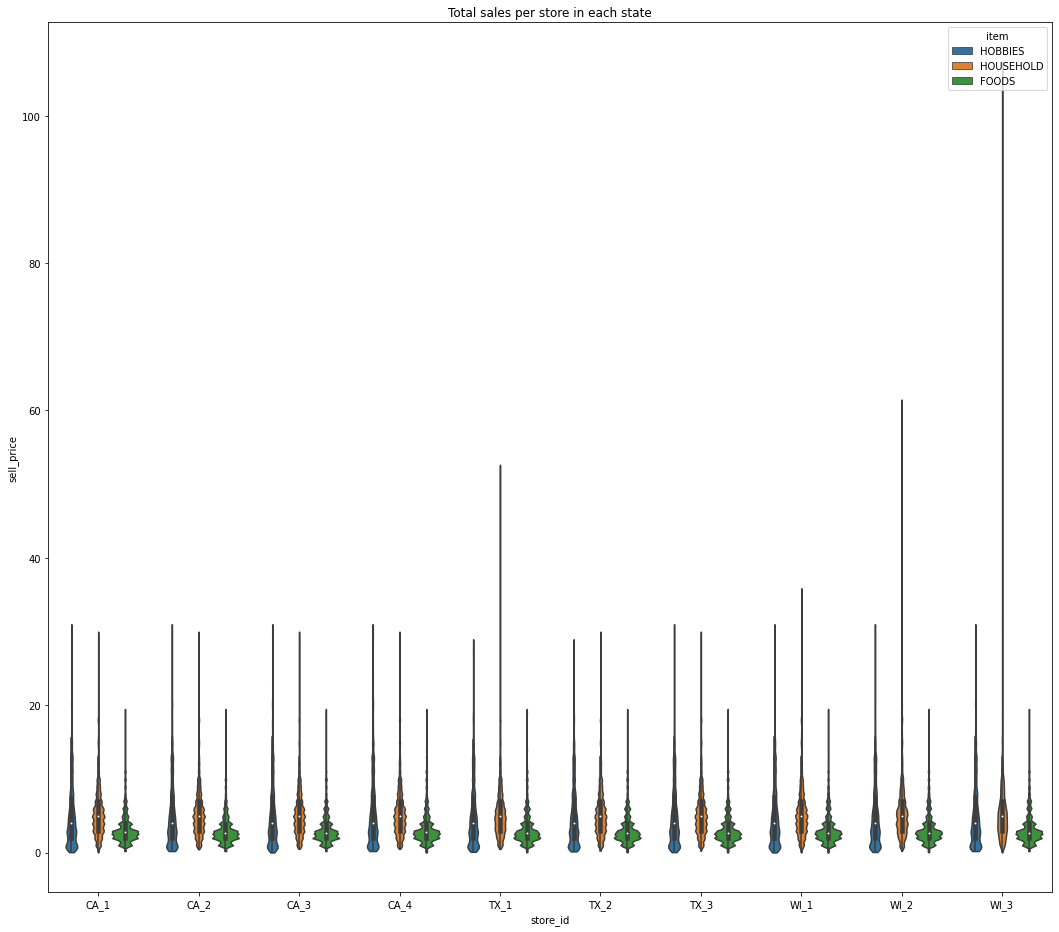 Total sales per store in each state
item
HOBBIES
HOUSEHOLD
FOODS
sell_price
100
80
60
40
20
0
CA_1 CA_2 CA_3 CA_4 TX_1 TX_2 TX_3 WI_1 WI_2 WI_3
store_id